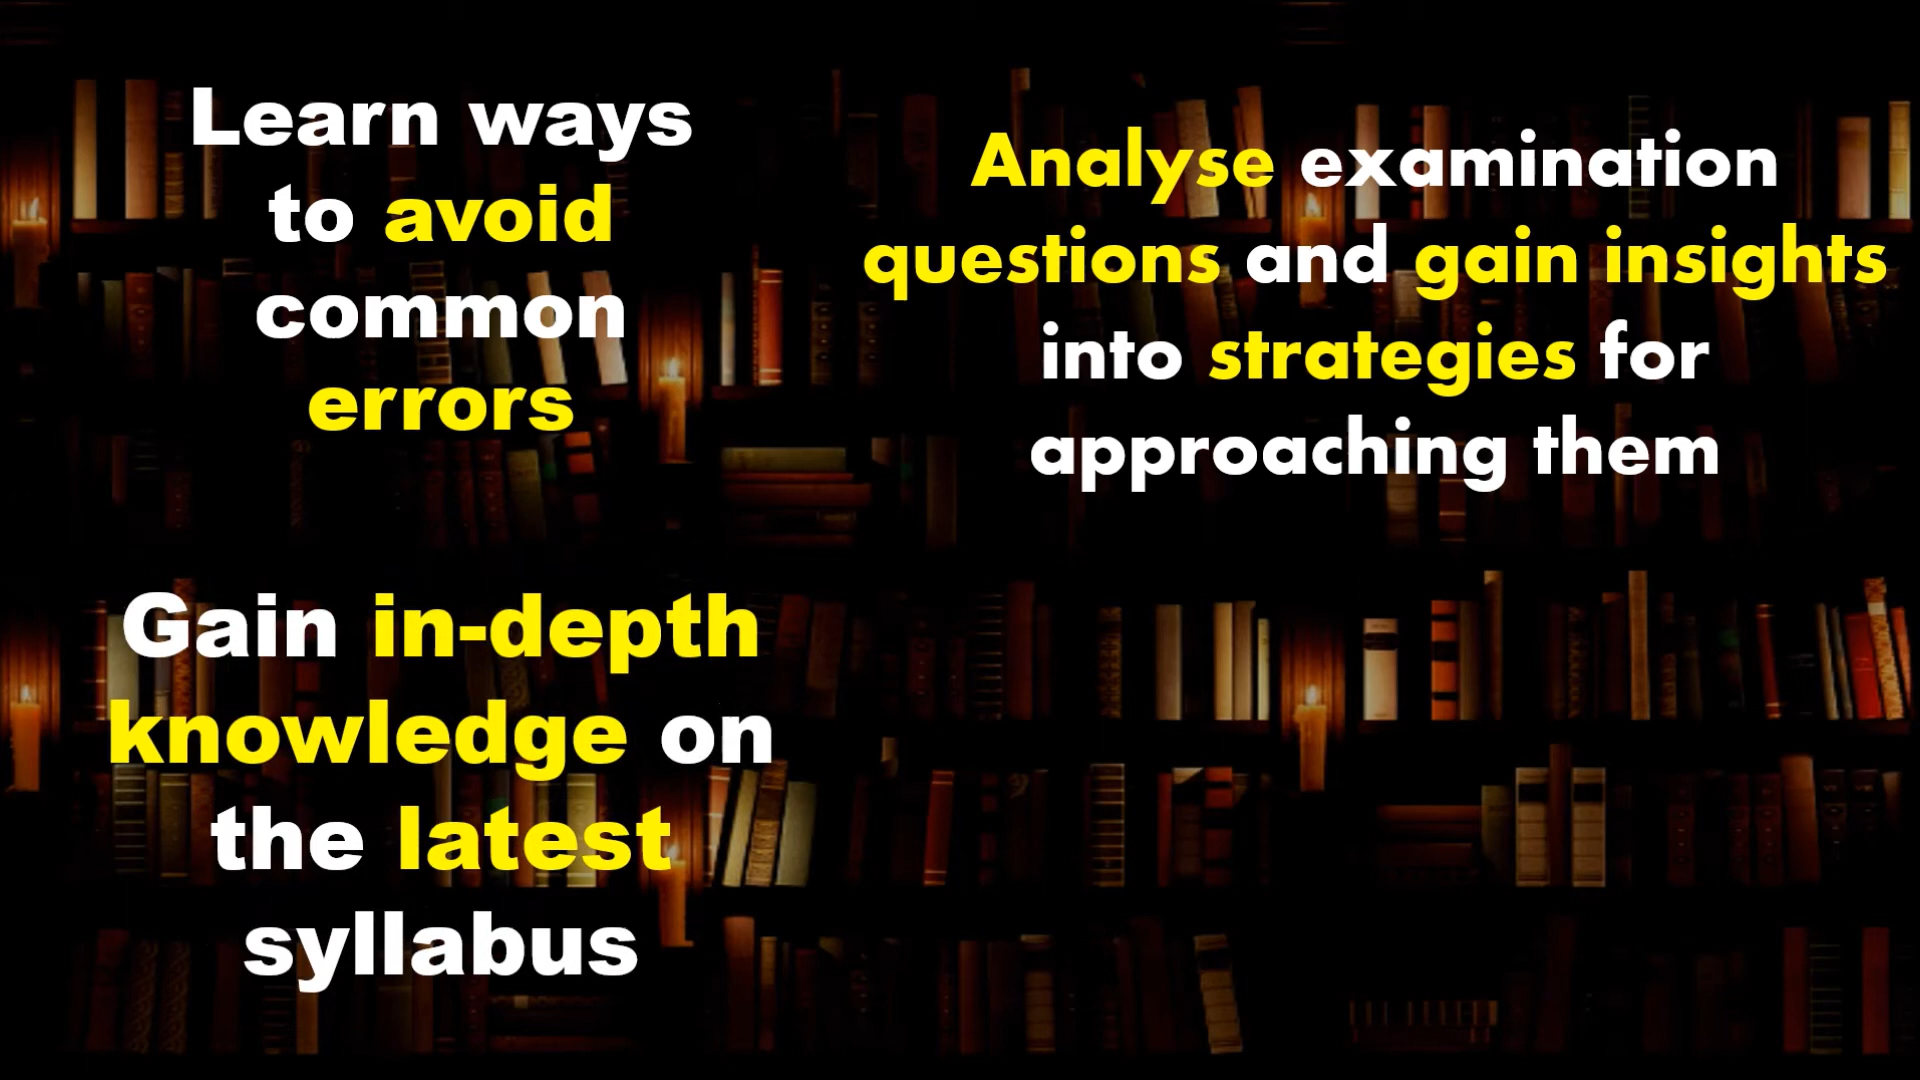 Learn ways
to avoid
common
errors
Analyse examination
questions and gain insights
into strategies for
approaching them
Gain in-depth
knowledge on
the latest
syllabus